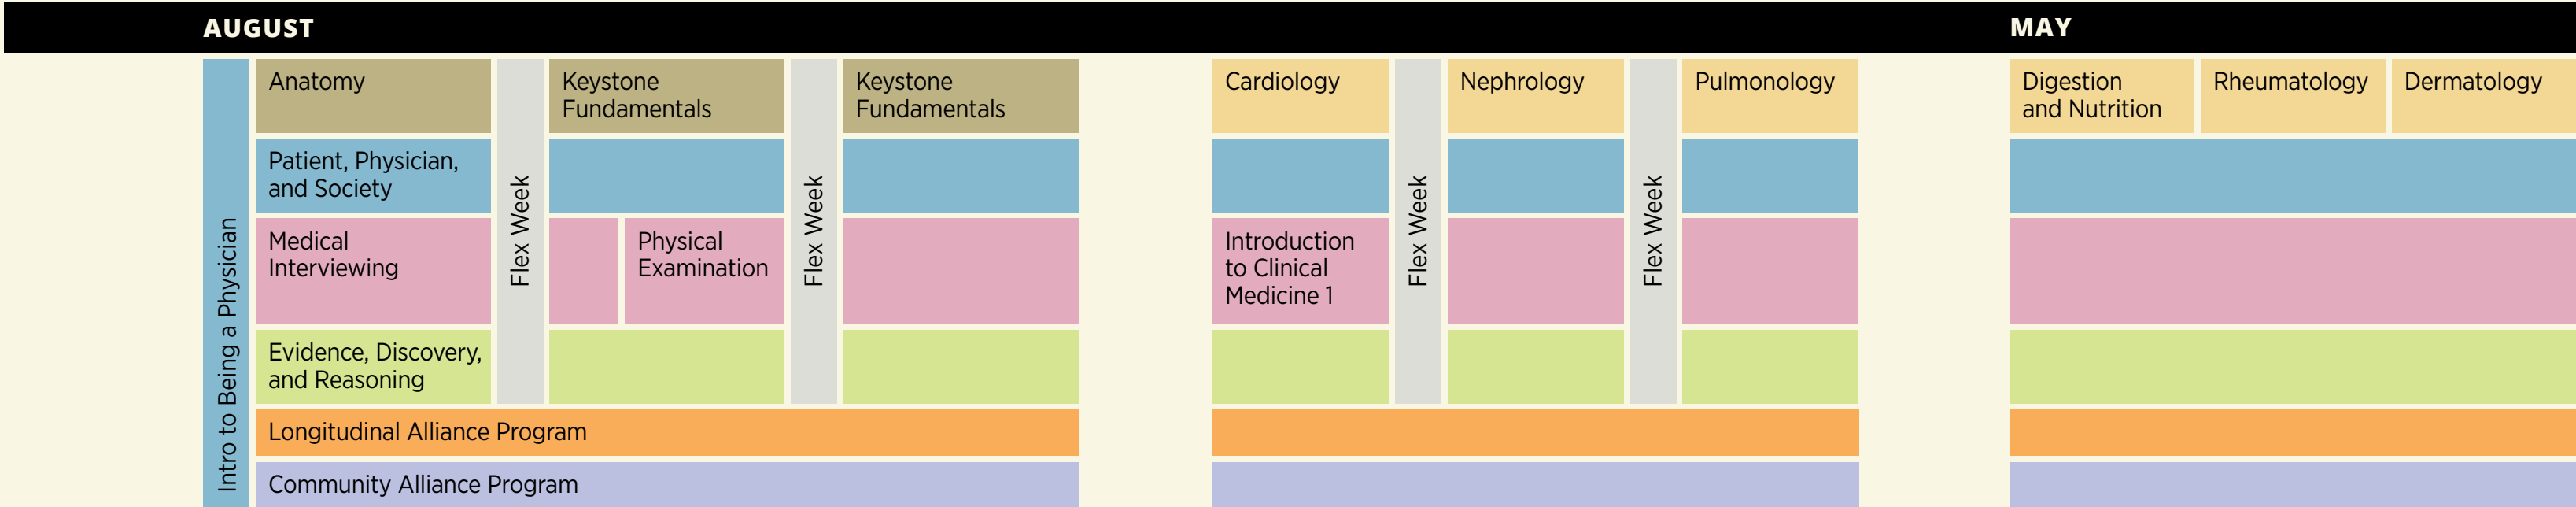 AUGUST
MAY
Intro to Being a Physician
Anatomy
Flex Week
Keystone
Fundamentals
Flex Week
Keystone
Fundamentals
Cardiology
Flex Week
Nephrology
Flex Week
Pulmonology
Digestion
and Nutrition
Rheumatology
Dermatology
Patient, Physician,
and Society
Medical
Interviewing
Physical
Examination
Introduction
to Clinical
Medicine 1
Evidence, Discovery,
and Reasoning
Longitudinal Alliance Program
Community Alliance Program